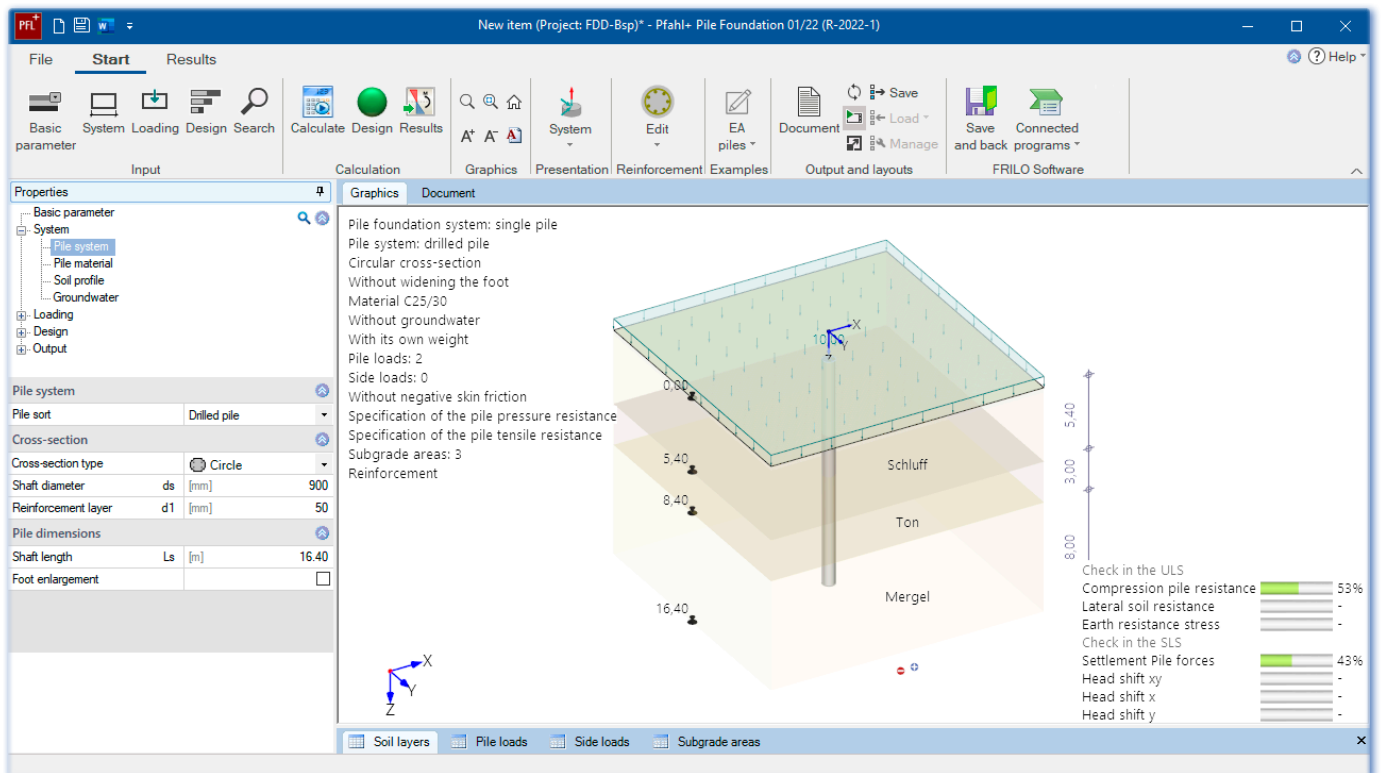 PFL+
New item (Project: FDD-Bsp)* - Pfahl+ Pile Foundation 01/22 (R-2022-1)
File Start Results
Help
Basic parameter
System
Loading
Design
Search
Input
Calculate
Design
Results
Calculation
A+ A- A
Graphics
System
Presentation
Edit
Reinforcement
EA piles
Examples
Document
Save
Load
Manage
Output and layouts
Save and back
Connected programs
FRILO Software
Properties
Basic parameter
System
Pile system
Pile material
Soil profile
Groundwater
Loading
Design
Output
Pile system
Pile sort Drilled pile
Cross-section
Cross-section type Circle
Shaft diameter ds [mm] 900
Reinforcement layer d1 [mm] 50
Pile dimensions
Shaft length Ls [m] 16.40
Foot enlargement
Graphics Document
Pile foundation system: single pile
Pile system: drilled pile
Circular cross-section
Without widening the foot
Material C25/30
Without groundwater
With its own weight
Pile loads: 2
Side loads: 0
Without negative skin friction
Specification of the pile pressure resistance
Specification of the pile tensile resistance
Subgrade areas: 3
Reinforcement
10,00
X
Y
Z
0,00
5,40
8,40
16,40
Schluff
Ton
Mergel
5,40
3,00
8,00
X
Y
Z
Check in the ULS
Compression pile resistance 53%
Lateral soil resistance -
Earth resistance stress -
Check in the SLS
Settlement Pile forces 43%
Head shift xy -
Head shift x -
Head shift y -
Soil layers Pile loads Side loads Subgrade areas